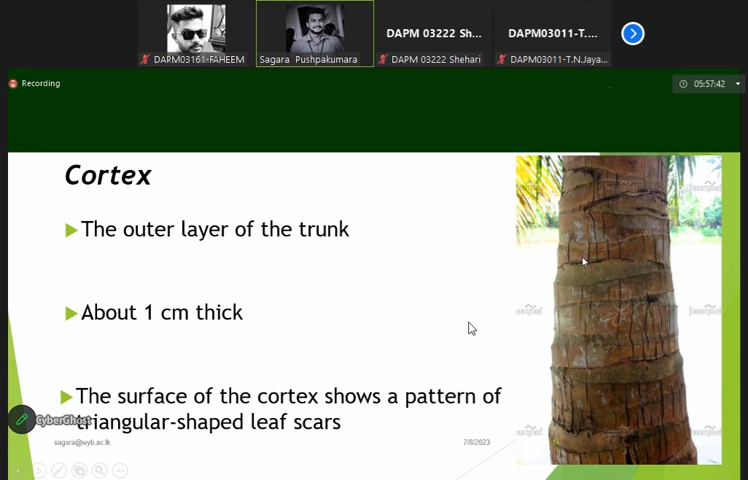 DAPM 03222 Sh...
DAPM03011-T....
DAPM03161-FAHEEM
Sagara Pushpakumara
DAPM 03222 Shehari
DAPM03011-T.N.Jaya...
Recording
05:57:42
Cortex
The outer layer of the trunk
About 1 cm thick
The surface of the cortex shows a pattern of
triangular-shaped leaf scars
CyberGhost
sagara@wyb.ac.lk
7/8/2023